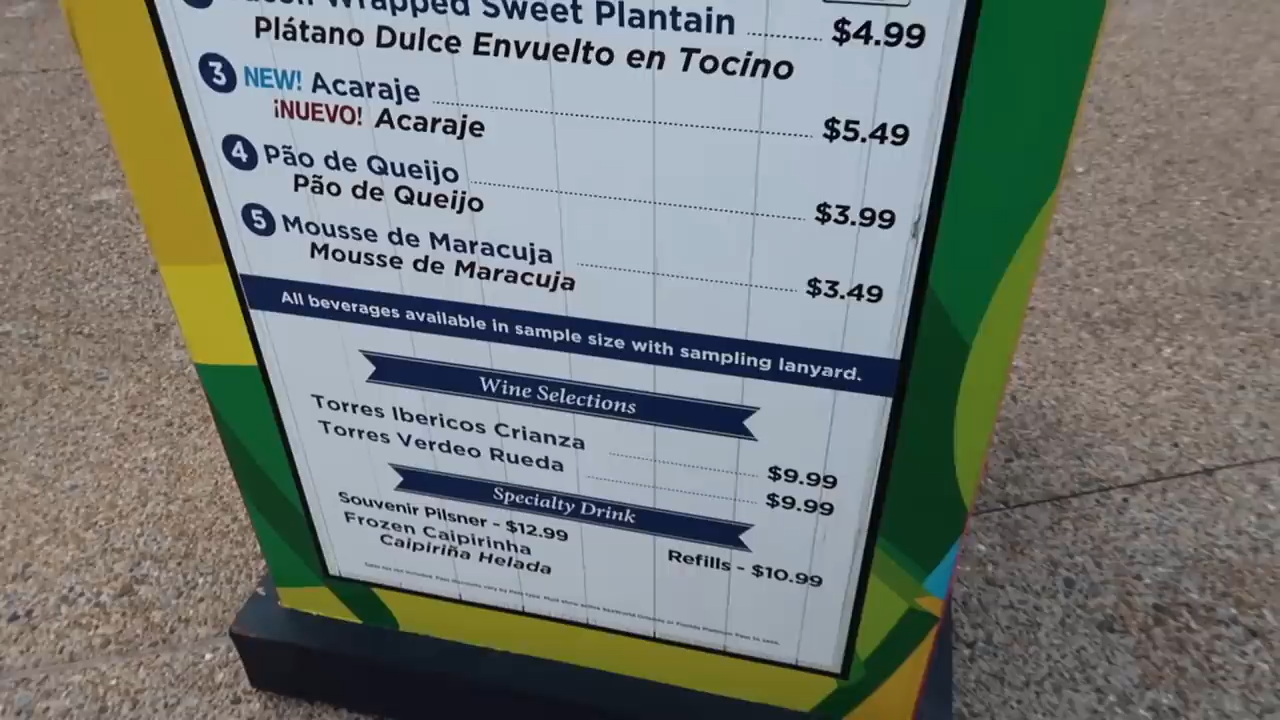 Wrapped Sweet Plantain ........ $4.99
Plátano Dulce Envuelto en Tocino
3 NEW! Acaraje ........ $5.49
¡NUEVO! Acaraje
4 Pão de Queijo ........ $3.99
Pão de Queijo
5 Mousse de Maracuja ........ $3.49
Mousse de Maracuja
All beverages available in sample size with sampling lanyard.
Wine Selections
Torres Ibericos Crianza ........ $9.99
Torres Verdeo Rueda ........ $9.99
Specialty Drink
Souvenir Pilsner - $12.99 Refills - $10.99
Frozen Caipirinha
Caipiriña Helada